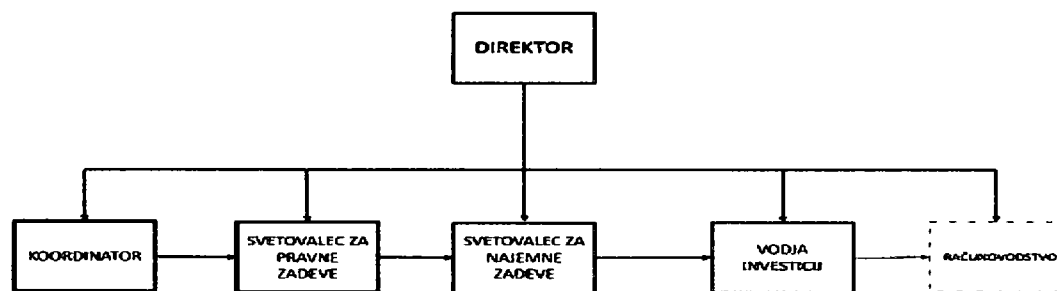 DIREKTOR
KOORDINATOR
SVETOVALEC ZA
PRAVNE
ZADEVE
SVETOVALEC ZA
NAJEMNE
ZADEVE
VODJA
INVESTICIJ
RAČUNOVODSTVO